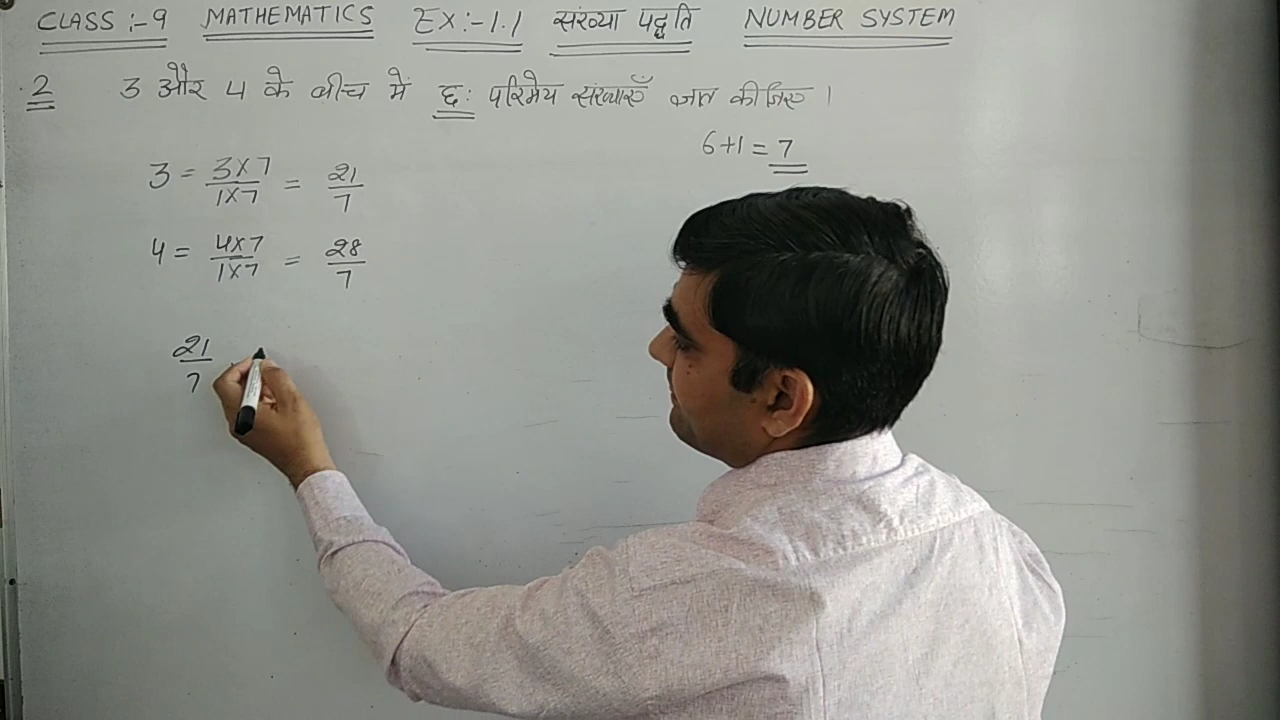 CLASS :- 9 MATHEMATICS EX :- 1.1 संख्या पद्धति NUMBER SYSTEM
2 3 और 4 के बीच में छः परिमेय संख्याएँ ज्ञात कीजिए ।
6+1 = 7
3 = 3×7/1×7 = 21/7
4 = 4×7/1×7 = 28/7
21/7